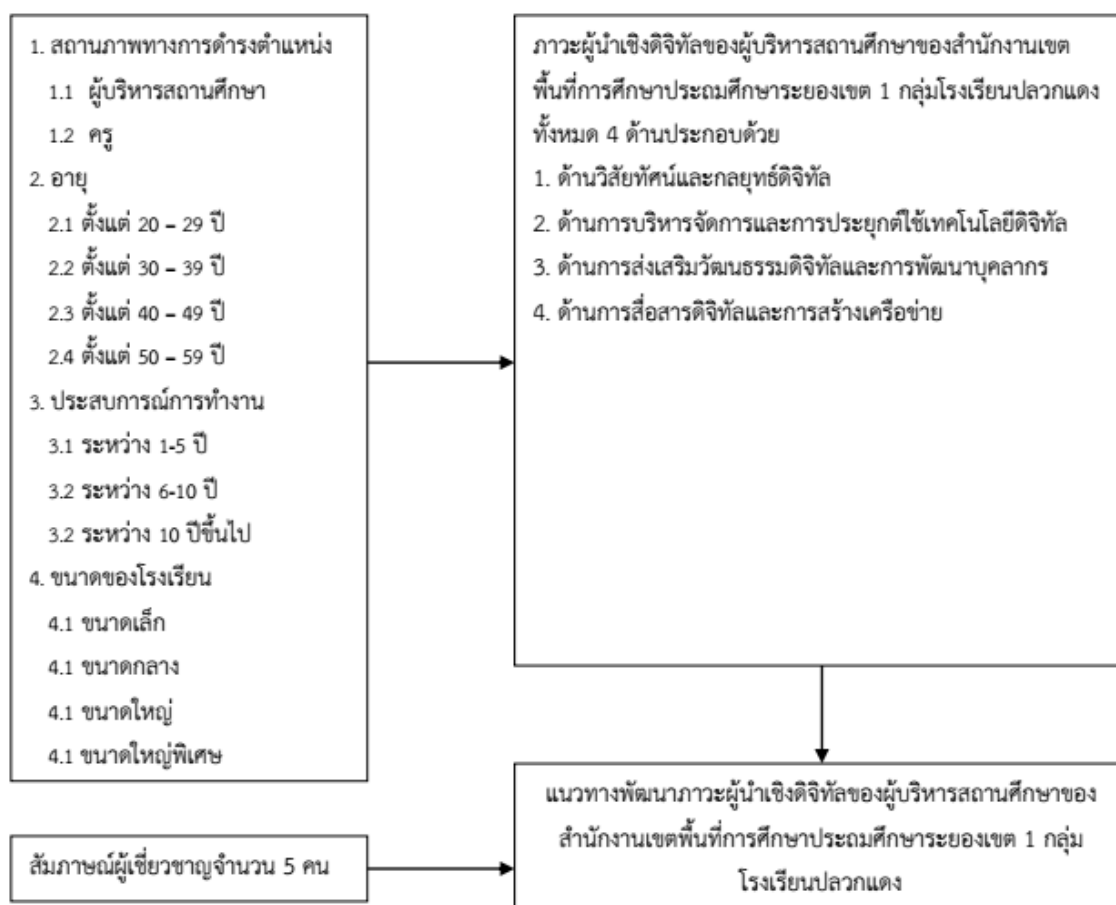 1. สถานภาพทางการดำรงตำแหน่ง
1.1 ผู้บริหารสถานศึกษา
1.2 ครู
2. อายุ
2.1 ตั้งแต่ 20 – 29 ปี
2.2 ตั้งแต่ 30 – 39 ปี
2.3 ตั้งแต่ 40 – 49 ปี
2.4 ตั้งแต่ 50 – 59 ปี
3. ประสบการณ์การทำงาน
3.1 ระหว่าง 1-5 ปี
3.2 ระหว่าง 6-10 ปี
3.2 ระหว่าง 10 ปีขึ้นไป
4. ขนาดของโรงเรียน
4.1 ขนาดเล็ก
4.1 ขนาดกลาง
4.1 ขนาดใหญ่
4.1 ขนาดใหญ่พิเศษ
ภาวะผู้นำเชิงดิจิทัลของผู้บริหารสถานศึกษาของสำนักงานเขต
พื้นที่การศึกษาประถมศึกษาระยองเขต 1 กลุ่มโรงเรียนปลวกแดง
ทั้งหมด 4 ด้านประกอบด้วย
1. ด้านวิสัยทัศน์และกลยุทธ์ดิจิทัล
2. ด้านการบริหารจัดการและการประยุกต์ใช้เทคโนโลยีดิจิทัล
3. ด้านการส่งเสริมวัฒนธรรมดิจิทัลและการพัฒนาบุคลากร
4. ด้านการสื่อสารดิจิทัลและการสร้างเครือข่าย
สัมภาษณ์ผู้เชี่ยวชาญจำนวน 5 คน
แนวทางพัฒนาภาวะผู้นำเชิงดิจิทัลของผู้บริหารสถานศึกษาของ
สำนักงานเขตพื้นที่การศึกษาประถมศึกษาระยองเขต 1 กลุ่ม
โรงเรียนปลวกแดง